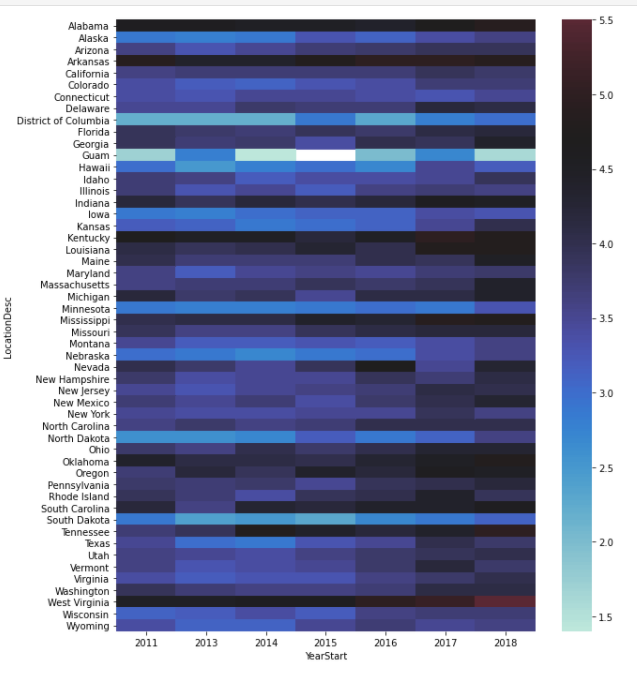 Alabama
Alaska
Arizona
Arkansas
California
Colorado
Connecticut
Delaware
District of Columbia
Florida
Georgia
Guam
Hawaii
Idaho
Illinois
Indiana
Iowa
Kansas
Kentucky
Louisiana
Maine
Maryland
Massachusetts
Michigan
Minnesota
Mississippi
Missouri
Montana
Nebraska
Nevada
New Hampshire
New Jersey
New Mexico
New York
North Carolina
North Dakota
Ohio
Oklahoma
Oregon
Pennsylvania
Rhode Island
South Carolina
South Dakota
Tennessee
Texas
Utah
Vermont
Virginia
Washington
West Virginia
Wisconsin
Wyoming
LocationDesc
2011 2013 2014 2015 2016 2017 2018
YearStart
5.5
5.0
4.5
4.0
3.5
3.0
2.5
2.0
1.5